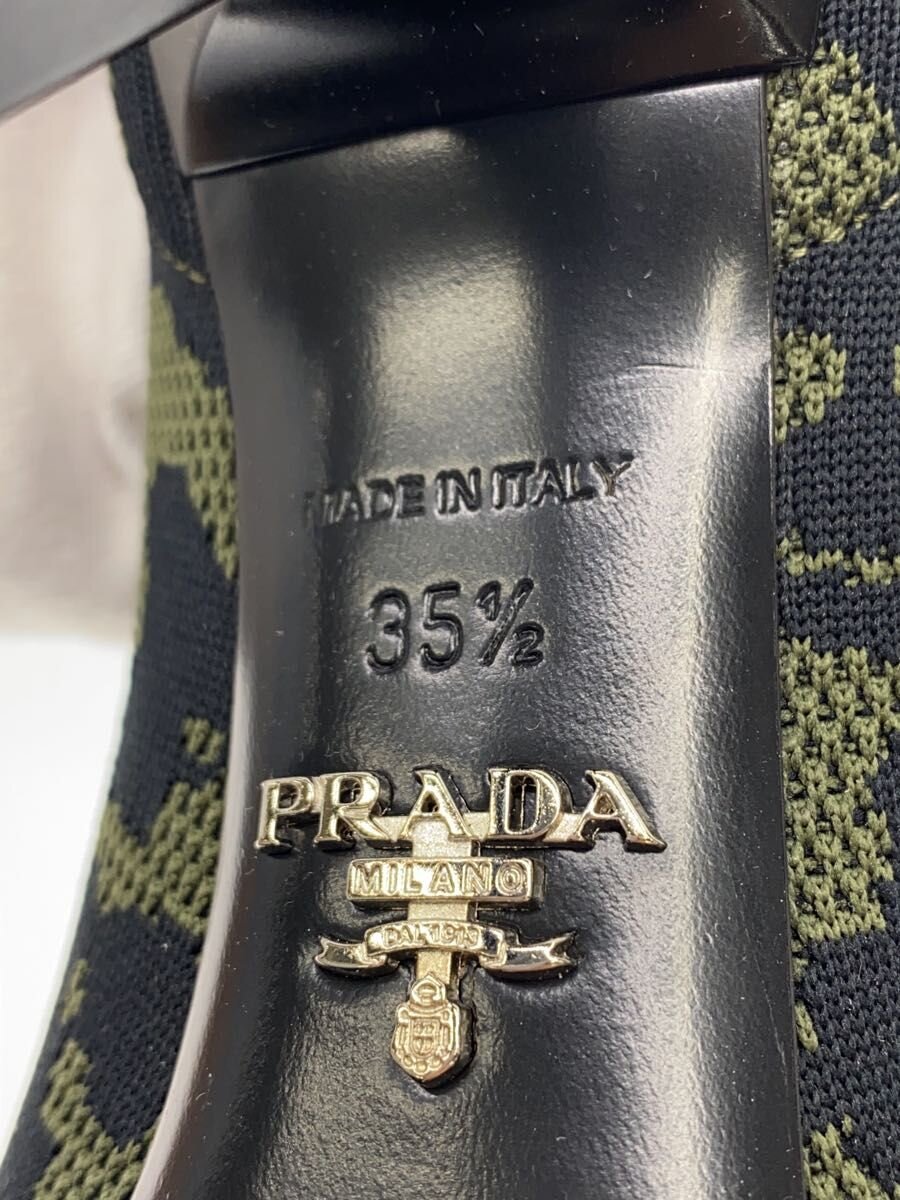 MADE IN ITALY
35½
PRADA
MILANO
DAL 1913